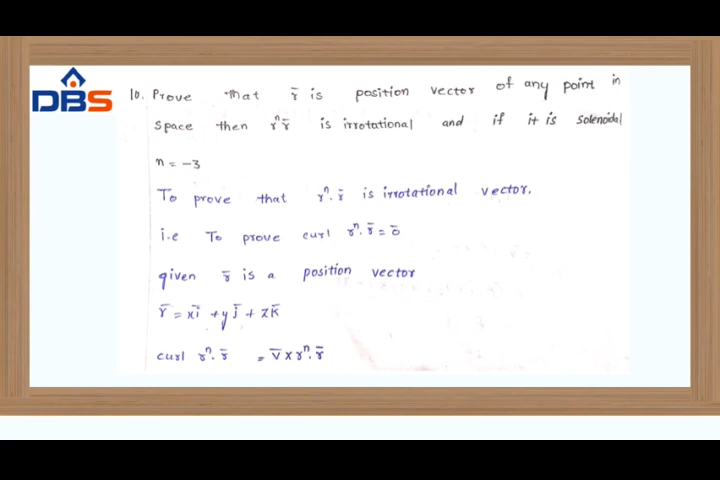 DBS
10. Prove that r̄ is position vector of any point in
space then rⁿr̄ is irrotational and if it is solenoidal
n = -3
To prove that rⁿ. r̄ is irrotational vector.
i.e To prove curl rⁿ. r̄ = ō
given r̄ is a position vector
r̄ = xī + yj̄ + zk̄
curl rⁿ. r̄ = ∇̄ x rⁿ. r̄